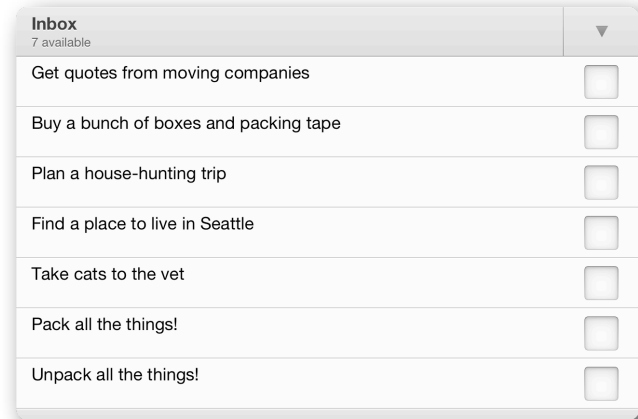 Inbox
7 available
Get quotes from moving companies
Buy a bunch of boxes and packing tape
Plan a house-hunting trip
Find a place to live in Seattle
Take cats to the vet
Pack all the things!
Unpack all the things!